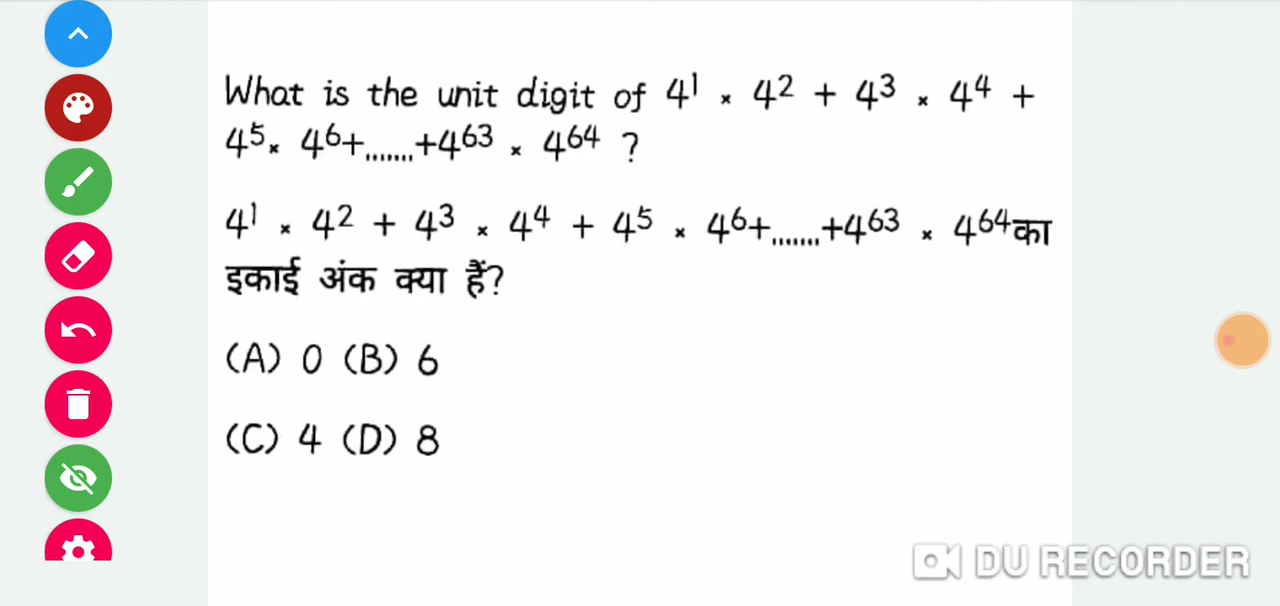 What is the unit digit of 4¹ × 4² + 4³ × 4⁴ +
4⁵× 4⁶+.......+4⁶³ × 4⁶⁴ ?
4¹ × 4² + 4³ × 4⁴ + 4⁵ × 4⁶+.......+4⁶³ × 4⁶⁴का
इकाई अंक क्या हैं?
(A) 0 (B) 6
(C) 4 (D) 8
DU RECORDER